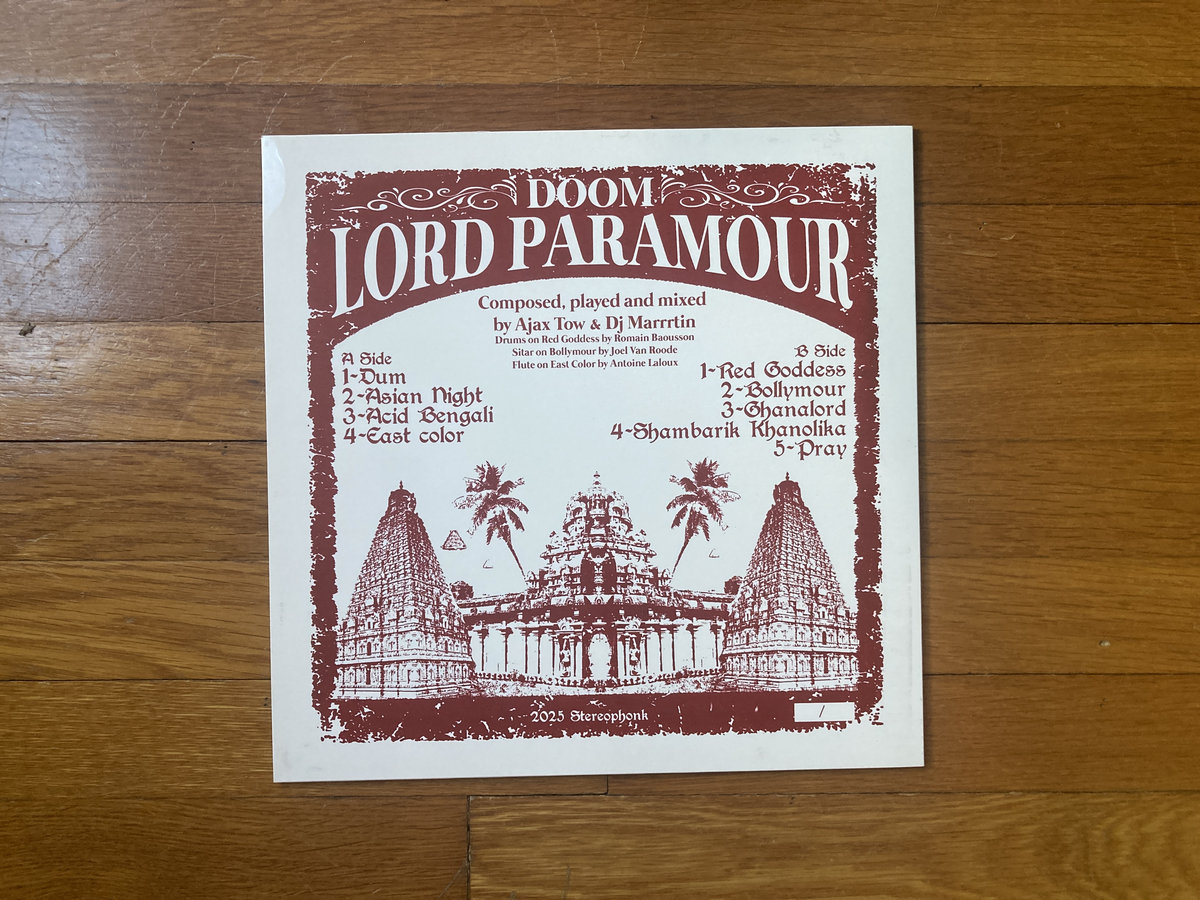 DOOM
LORD PARAMOUR
Composed, played and mixed
by Ajax Tow & Dj Marrrtin
Drums on Red Goddess by Romain Baousson
Sitar on Bollymour by Joel Van Roode
Flute on East Color by Antoine Laloux
A Side
1-Dum
2-Asian Night
3-Acid Bengali
4-East color
B Side
1-Red Goddess
2-Bollymour
3-Ghanalord
4-Shambarik Khanolika
5-Pray
2025 Stereophonk
/